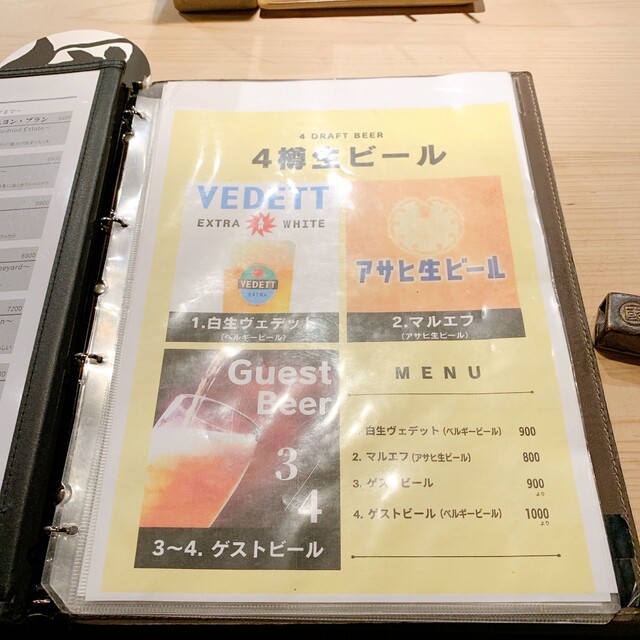 ヨン・ブラン
4 DRAFT BEER
4樽生ビール
VEDETT
EXTRA WHITE
VEDETT
EXTRA
1.白生ヴェデット
(ベルギービール)
アサヒ生ビール
2.マルエフ
(アサヒ生ビール)
Guest
Beer
3/4
3〜4. ゲストビール
MENU
白生ヴェデット(ベルギービール) 900
2. マルエフ(アサヒ生ビール) 800
3. ゲストビール 900
より
4. ゲストビール(ベルギービール) 1000
より